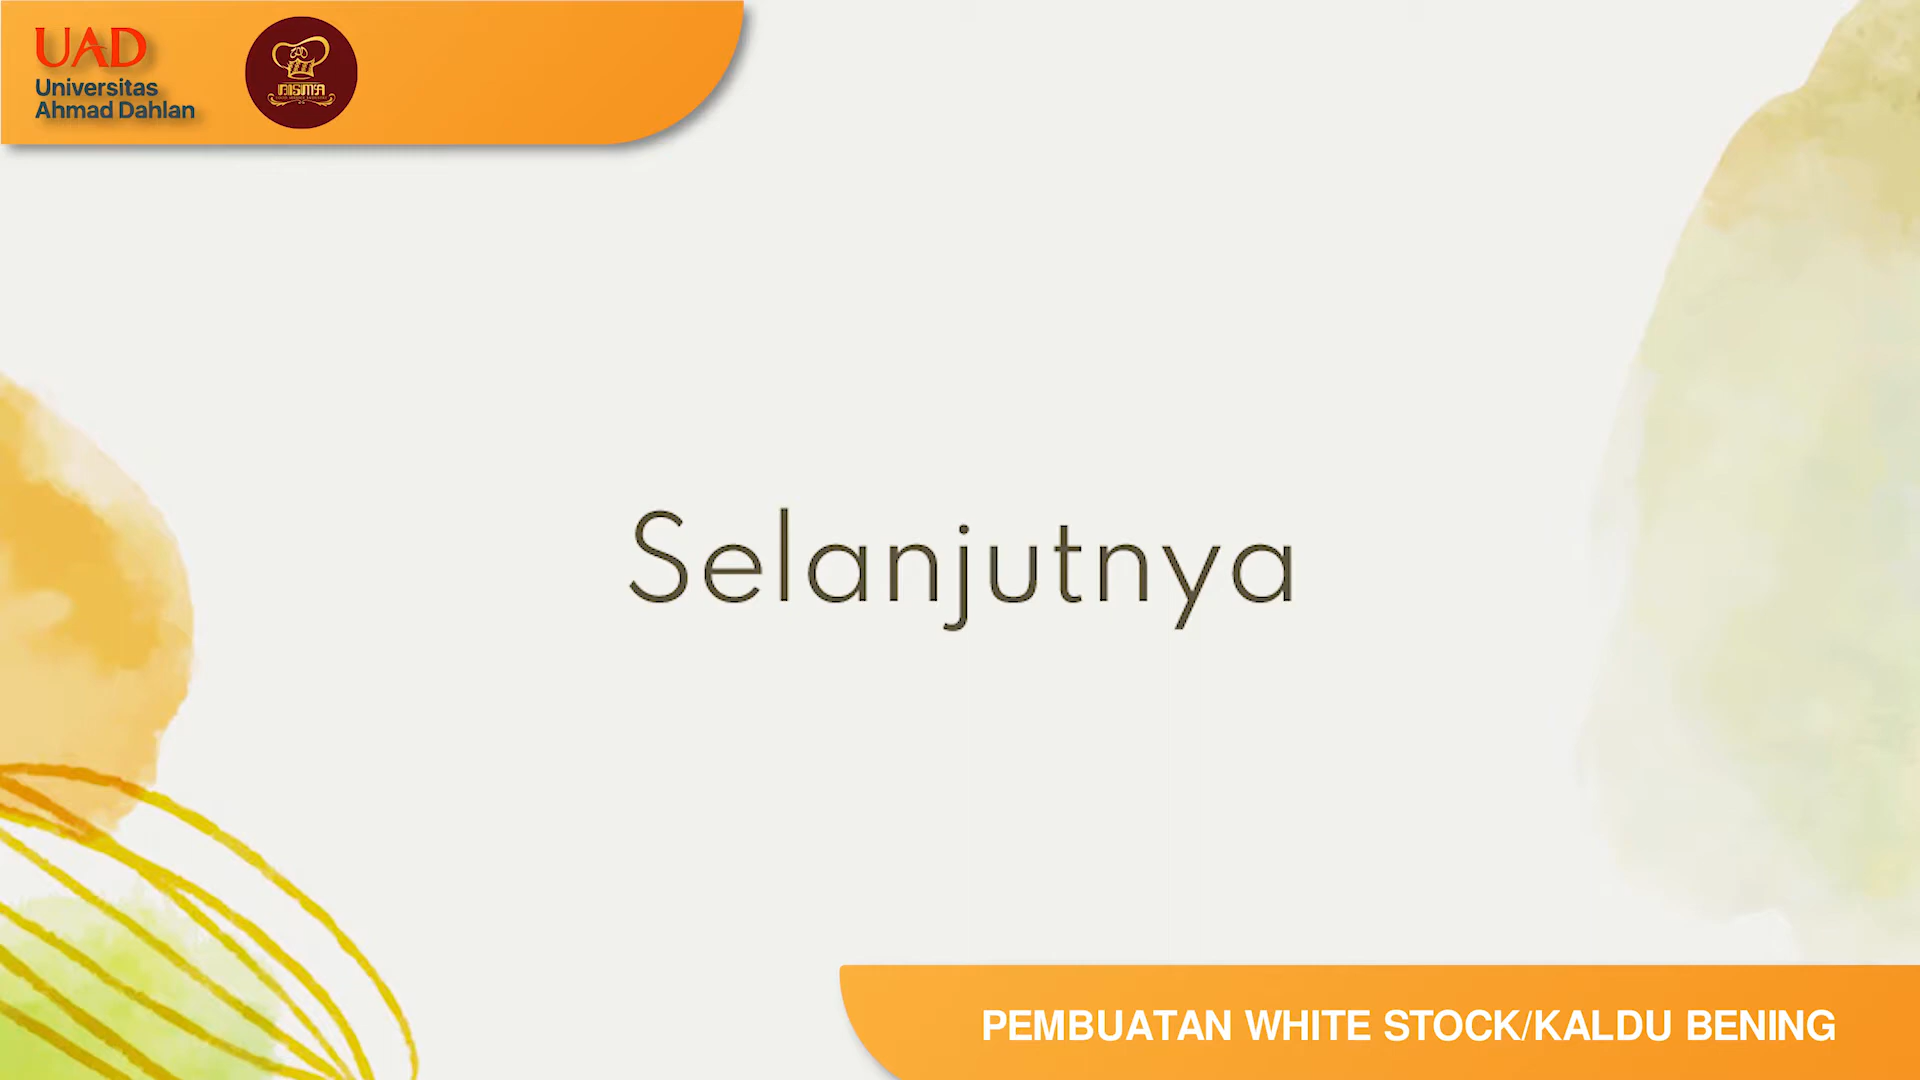 UAD
Universitas
Ahmad Dahlan
Selanjutnya
PEMBUATAN WHITE STOCK/KALDU BENING